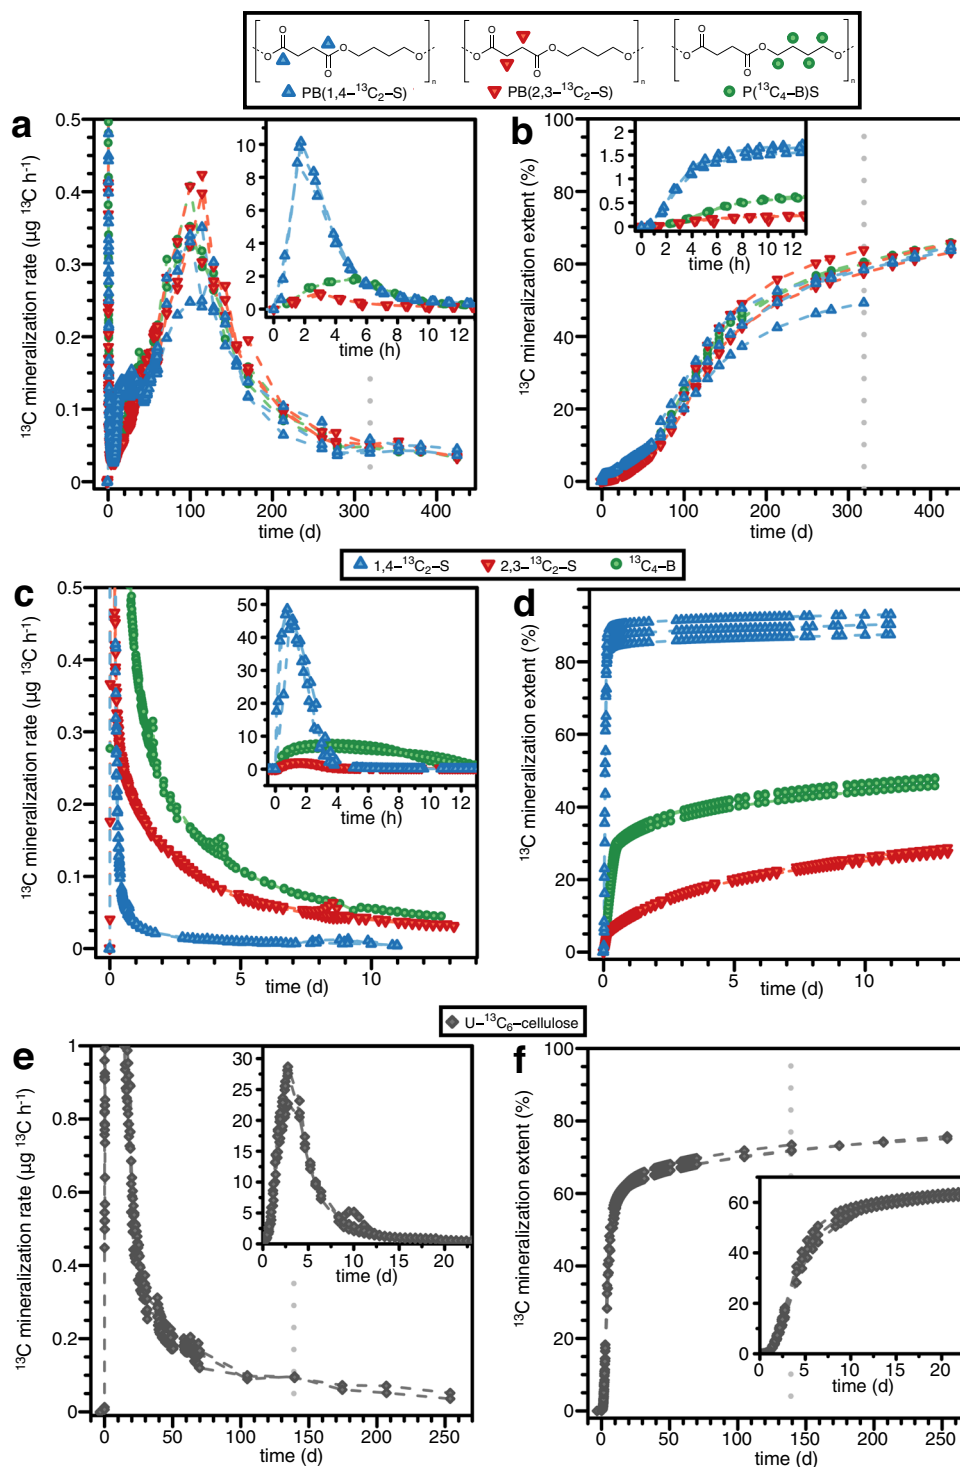 O O O O O O
O O O O O O O O O
n n n
PB(1,4–¹³C₂–S) PB(2,3–¹³C₂–S) P(¹³C₄–B)S
a
¹³C mineralization rate (µg ¹³C h⁻¹)
0.5
0.4
0.3
0.2
0.1
0
0 100 200 300 400
time (d)
10
8
6
4
2
0
0 2 4 6 8 10 12
time (h)
b
¹³C mineralization extent (%)
100
80
60
40
20
0
0 100 200 300 400
time (d)
2
1.5
1
0.5
0
0 2 4 6 8 10 12
time (h)
1,4–¹³C₂–S 2,3–¹³C₂–S ¹³C₄–B
c
¹³C mineralization rate (µg ¹³C h⁻¹)
0.5
0.4
0.3
0.2
0.1
0
0 5 10
time (d)
50
40
30
20
10
0
0 2 4 6 8 10 12
time (h)
d
¹³C mineralization extent (%)
80
60
40
20
0
0 5 10
time (d)
U–¹³C₆–cellulose
e
¹³C mineralization rate (µg ¹³C h⁻¹)
1
0.8
0.6
0.4
0.2
0
0 50 100 150 200 250
time (d)
30
25
20
15
10
5
0
0 5 10 15 20
time (d)
f
¹³C mineralization extent (%)
100
80
60
40
20
0
0 50 100 150 200 250
time (d)
60
40
20
0
0 5 10 15 20
time (d)